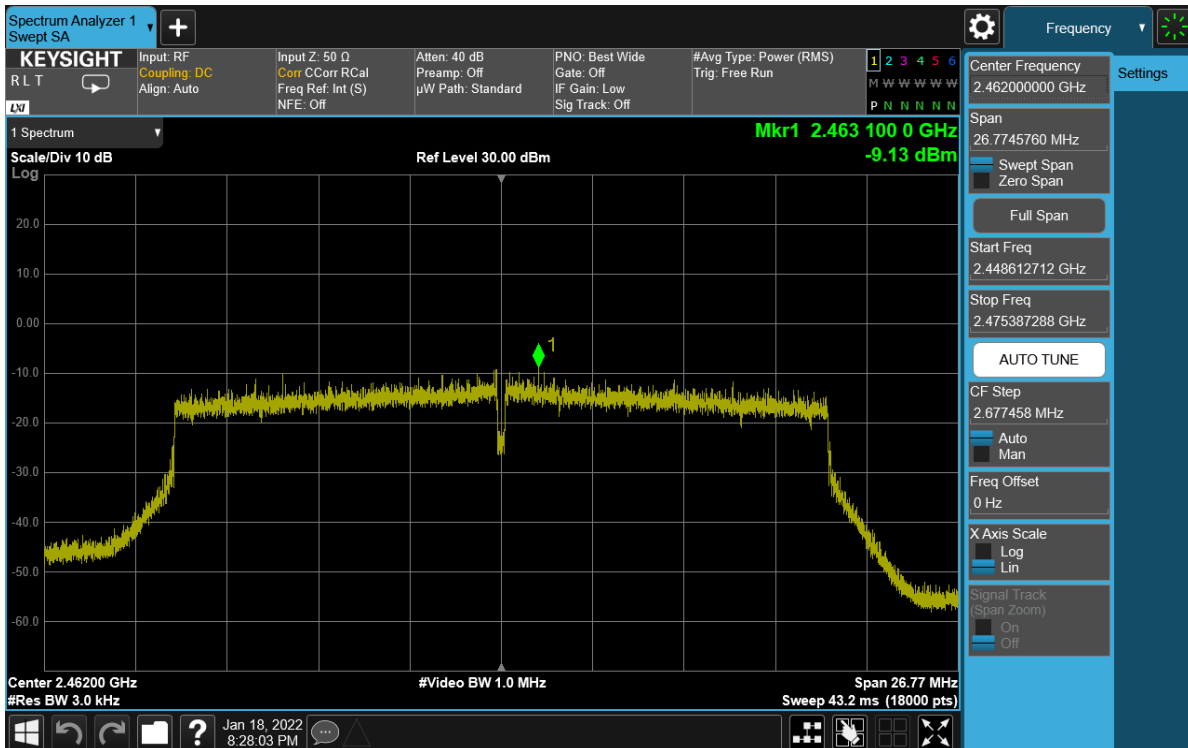 Spectrum Analyzer 1
Swept SA
+
Frequency
KEYSIGHT
R L T
LXI
Input: RF
Coupling: DC
Align: Auto
Input Z: 50 Ω
Corr CCorr RCal
Freq Ref: Int (S)
NFE: Off
Atten: 40 dB
Preamp: Off
µW Path: Standard
PNO: Best Wide
Gate: Off
IF Gain: Low
Sig Track: Off
#Avg Type: Power (RMS)
Trig: Free Run
1 2 3 4 5 6
M W W W W W
P N N N N N
1 Spectrum
Scale/Div 10 dB
Log
Ref Level 30.00 dBm
Mkr1 2.463 100 0 GHz
-9.13 dBm
20.0
10.0
0.00
-10.0
-20.0
-30.0
-40.0
-50.0
-60.0
1
Center 2.46200 GHz
#Res BW 3.0 kHz
#Video BW 1.0 MHz
Span 26.77 MHz
Sweep 43.2 ms (18000 pts)
Center Frequency
2.462000000 GHz
Settings
Span
26.7745760 MHz
Swept Span
Zero Span
Full Span
Start Freq
2.448612712 GHz
Stop Freq
2.475387288 GHz
AUTO TUNE
CF Step
2.677458 MHz
Auto
Man
Freq Offset
0 Hz
X Axis Scale
Log
Lin
Signal Track
(Span Zoom)
On
Off
?
Jan 18, 2022
8:28:03 PM